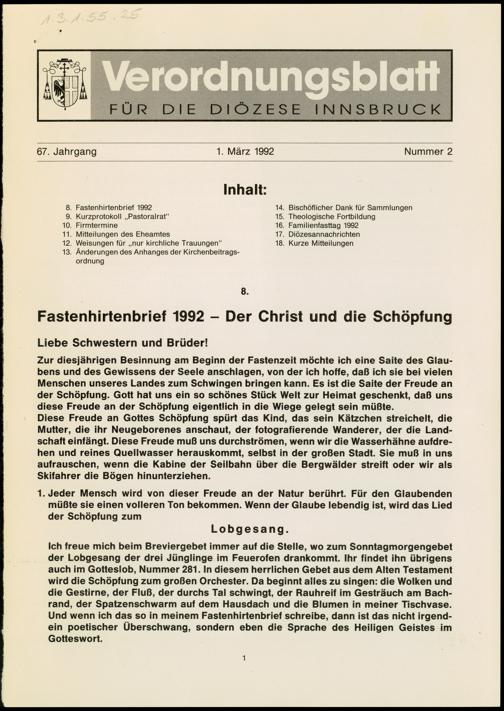 1.3.1.55.25
Verordnungsblatt
FÜR DIE DIÖZESE INNSBRUCK
67. Jahrgang 1. März 1992 Nummer 2
Inhalt:
8. Fastenhirtenbrief 1992
9. Kurzprotokoll „Pastoralrat"
10. Firmtermine
11. Mitteilungen des Eheamtes
12. Weisungen für „nur kirchliche Trauungen"
13. Änderungen des Anhanges der Kirchenbeitrags-
ordnung
14. Bischöflicher Dank für Sammlungen
15. Theologische Fortbildung
16. Familienfasttag 1992
17. Diözesannachrichten
18. Kurze Mitteilungen
8.
Fastenhirtenbrief 1992 – Der Christ und die Schöpfung
Liebe Schwestern und Brüder!
Zur diesjährigen Besinnung am Beginn der Fastenzeit möchte ich eine Saite des Glau-
bens und des Gewissens der Seele anschlagen, von der ich hoffe, daß ich sie bei vielen
Menschen unseres Landes zum Schwingen bringen kann. Es ist die Saite der Freude an
der Schöpfung. Gott hat uns ein so schönes Stück Welt zur Heimat geschenkt, daß uns
diese Freude an der Schöpfung eigentlich in die Wiege gelegt sein müßte.
Diese Freude an Gottes Schöpfung spürt das Kind, das sein Kätzchen streichelt, die
Mutter, die ihr Neugeborenes anschaut, der fotografierende Wanderer, der die Land-
schaft einfängt. Diese Freude muß uns durchströmen, wenn wir die Wasserhähne aufdre-
hen und reines Quellwasser herauskommt, selbst in der großen Stadt. Sie muß in uns
aufrauschen, wenn die Kabine der Seilbahn über die Bergwälder streift oder wir als
Skifahrer die Bögen hinunterziehen.
1. Jeder Mensch wird von dieser Freude an der Natur berührt. Für den Glaubenden
müßte sie einen volleren Ton bekommen. Wenn der Glaube lebendig ist, wird das Lied
der Schöpfung zum
Lobgesang.
Ich freue mich beim Breviergebet immer auf die Stelle, wo zum Sonntagmorgengebet
der Lobgesang der drei Jünglinge im Feuerofen drankommt. Ihr findet ihn übrigens
auch im Gotteslob, Nummer 281. In diesem herrlichen Gebet aus dem Alten Testament
wird die Schöpfung zum großen Orchester. Da beginnt alles zu singen: die Wolken und
die Gestirne, der Fluß, der durchs Tal schwingt, der Rauhreif im Gesträuch am Bach-
rand, der Spatzenschwarm auf dem Hausdach und die Blumen in meiner Tischvase.
Und wenn ich das so in meinem Fastenhirtenbrief schreibe, dann ist das nicht irgend-
ein poetischer Überschwang, sondern eben die Sprache des Heiligen Geistes im
Gotteswort.
1